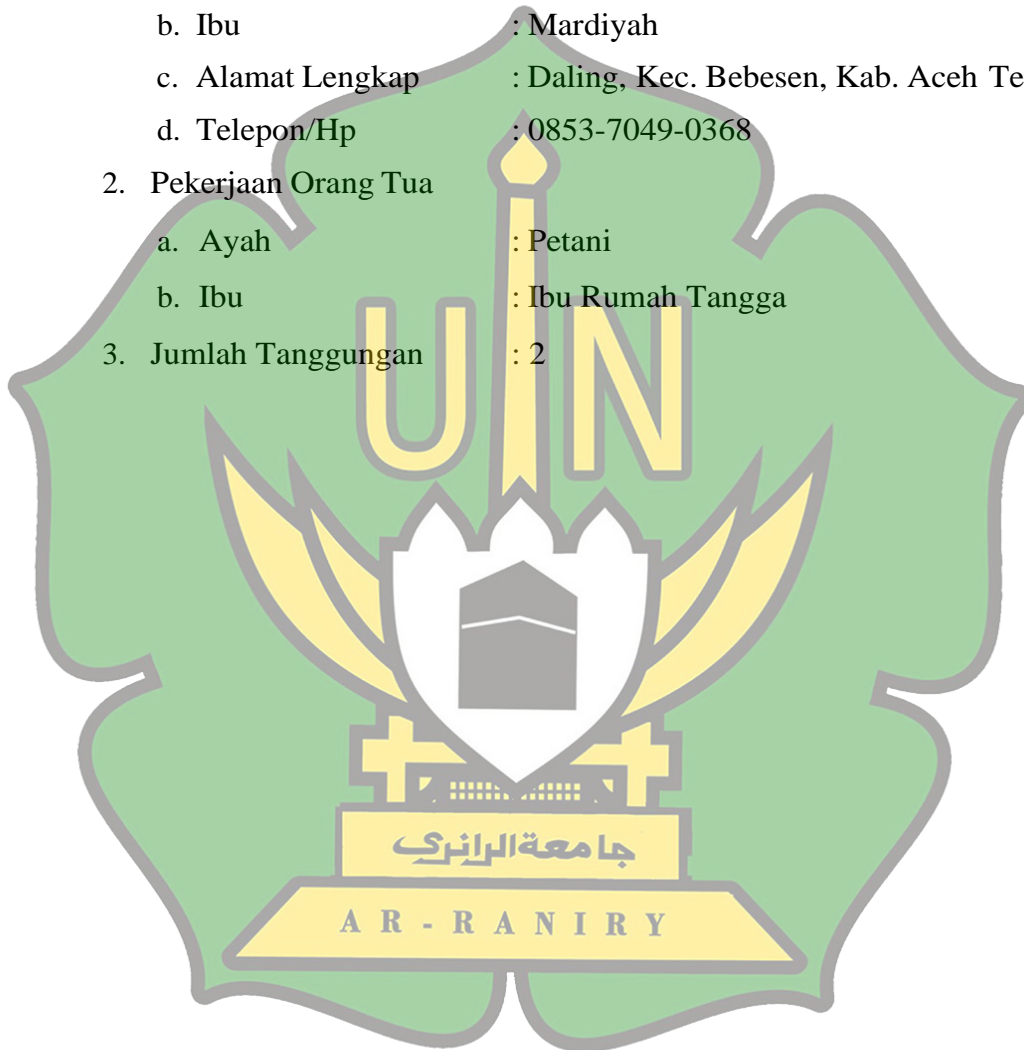 b. Ibu : Mardiyah
c. Alamat Lengkap : Daling, Kec. Bebesen, Kab. Aceh Te
d. Telepon/Hp : 0853-7049-0368
2. Pekerjaan Orang Tua
a. Ayah : Petani
b. Ibu : Ibu Rumah Tangga
3. Jumlah Tanggungan : 2
UIN
جامعة الرانري
AR-RANIRY